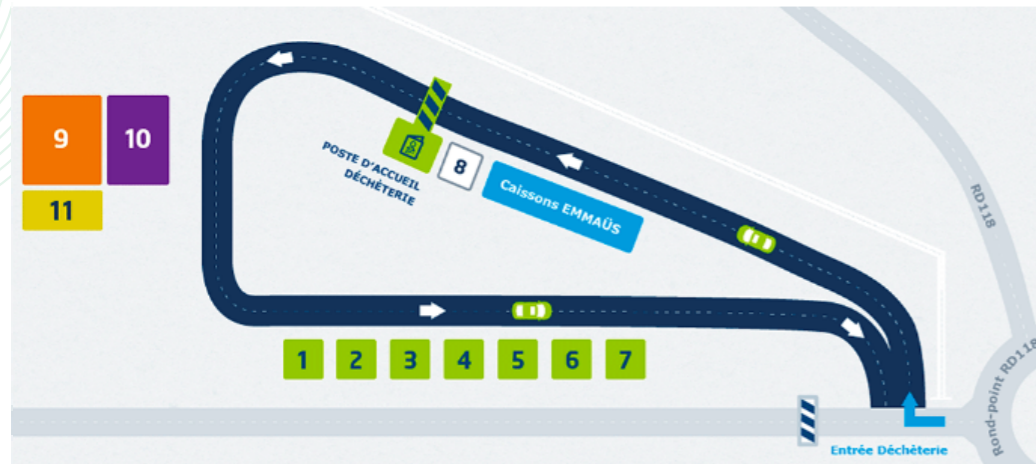 9
10
11
POSTE D'ACCUEIL
DÉCHÈTERIE
8
Caissons EMMAÜS
RD118
1 2 3 4 5 6 7
Rond-point RD118
Entrée Déchèterie